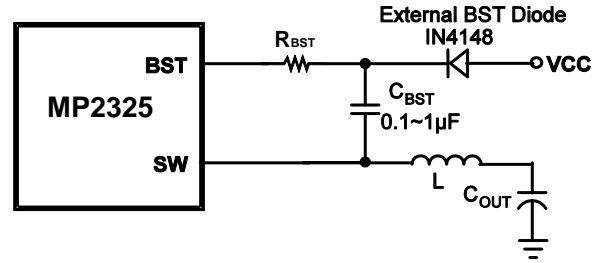 External BST Diode
IN4148
RBST
BST
VCC
MP2325
CBST
0.1~1µF
SW
L
COUT